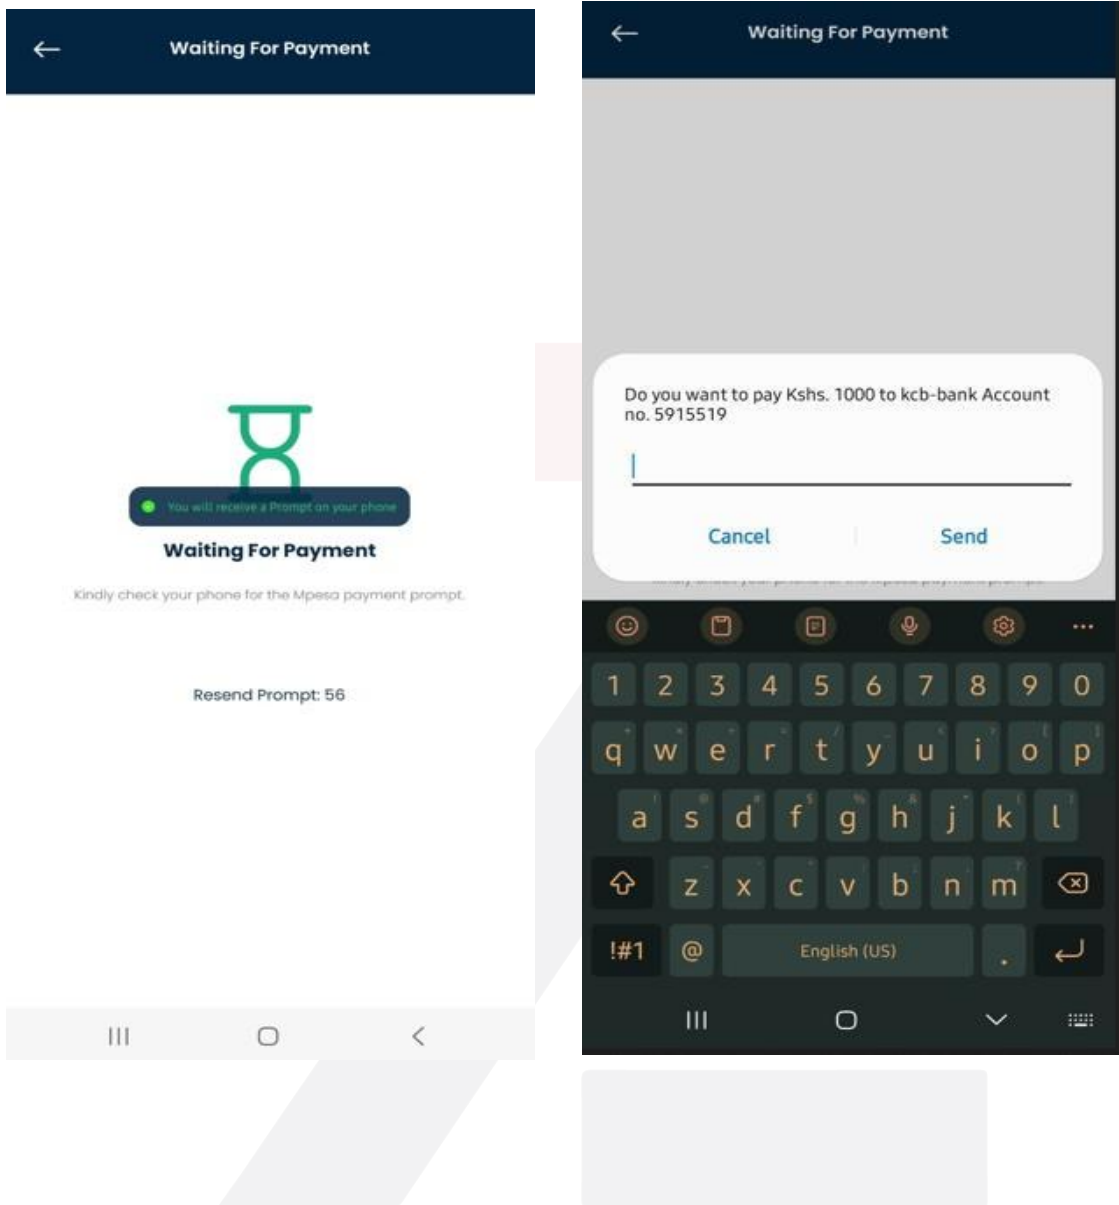 Waiting For Payment
You will receive a Prompt on your phone
Waiting For Payment
Kindly check your phone for the Mpesa payment prompt.
Resend Prompt: 56
Waiting For Payment
Do you want to pay Kshs. 1000 to kcb-bank Account
no. 5915519
Cancel Send
1 2 3 4 5 6 7 8 9 0
q w e r t y u i o p
a s d f g h j k l
z x c v b n m
!#1 @ English (US) .